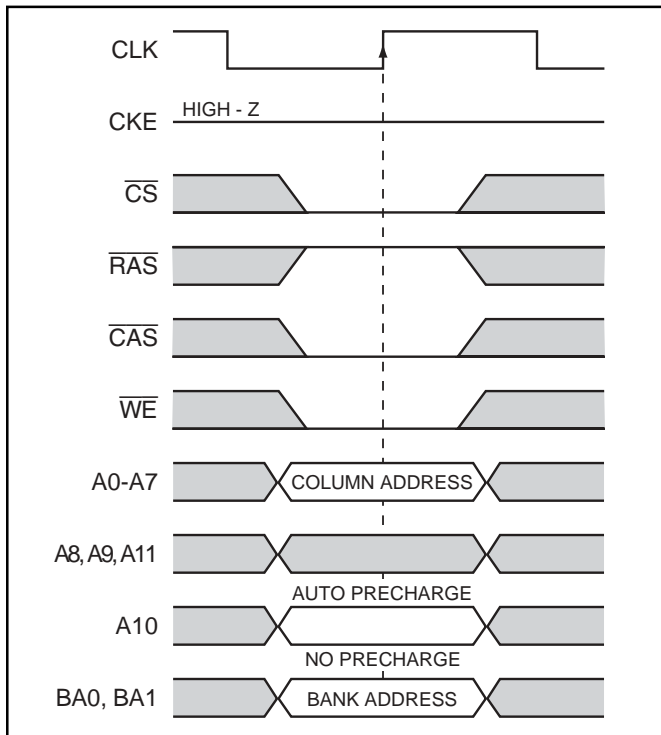 CLK
CKE HIGH - Z
CS
RAS
CAS
WE
A0-A7 COLUMN ADDRESS
A8, A9, A11
AUTO PRECHARGE
A10
NO PRECHARGE
BA0, BA1 BANK ADDRESS